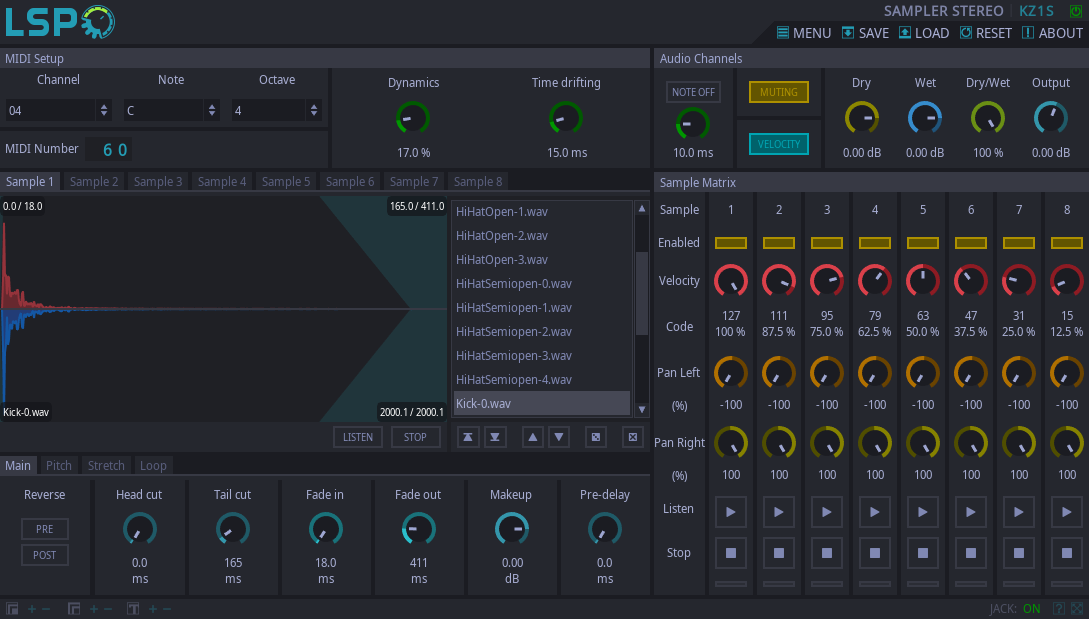 LSP
SAMPLER STEREO KZ1S
MENU SAVE LOAD RESET ABOUT
MIDI Setup
Channel Note Octave
04 C 4
MIDI Number 60
Dynamics Time drifting
17.0 % 15.0 ms
Audio Channels
NOTE OFF MUTING
10.0 ms VELOCITY
Dry Wet Dry/Wet Output
0.00 dB 0.00 dB 100 % 0.00 dB
Sample 1 Sample 2 Sample 3 Sample 4 Sample 5 Sample 6 Sample 7 Sample 8
0.0 / 18.0 165.0 / 411.0
Kick-0.wav 2000.1 / 2000.1
HiHatOpen-1.wav
HiHatOpen-2.wav
HiHatOpen-3.wav
HiHatSemiopen-0.wav
HiHatSemiopen-1.wav
HiHatSemiopen-2.wav
HiHatSemiopen-3.wav
HiHatSemiopen-4.wav
Kick-0.wav
LISTEN STOP
Main Pitch Stretch Loop
Reverse Head cut Tail cut Fade in Fade out Makeup Pre-delay
PRE
POST
0.0 165 18.0 411 0.00 0.0
ms ms ms ms dB ms
Sample Matrix
Sample 1 2 3 4 5 6 7 8
Enabled
Velocity
Code 127 111 95 79 63 47 31 15
100 % 87.5 % 75.0 % 62.5 % 50.0 % 37.5 % 25.0 % 12.5 %
Pan Left
(%) -100 -100 -100 -100 -100 -100 -100 -100
Pan Right
(%) 100 100 100 100 100 100 100 100
Listen
Stop
JACK: ON